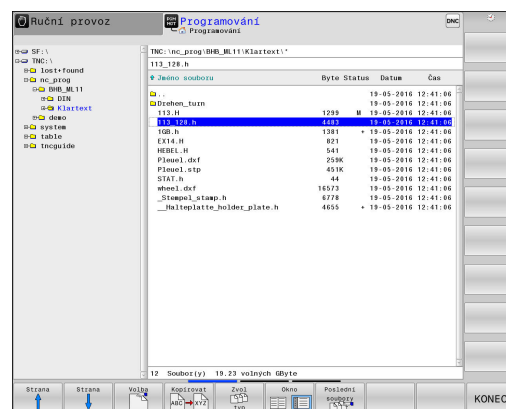 Ruční provoz
PGM
MGT
Programování
Programování
DNC
SF:\
TNC:\
lost+found
nc_prog
BHB_ML11
DIN
Klartext
demo
system
table
tncguide
TNC:\nc_prog\BHB_ML11\Klartext\*
113_128.h
Jméno souboru Byte Status Datum Čas
.. 19-05-2016 12:41:06
Drehen_turn 19-05-2016 12:41:06
113.H 1299 M 19-05-2016 12:41:06
113_128.h 4483 19-05-2016 12:41:06
1GB.h 1381 + 19-05-2016 12:41:06
EX14.H 821 19-05-2016 12:41:06
HEBEL.H 541 19-05-2016 12:41:06
Pleuel.dxf 259K 19-05-2016 12:41:06
Pleuel.stp 451K 19-05-2016 12:41:06
STAT.h 44 19-05-2016 12:41:06
wheel.dxf 16573 19-05-2016 12:41:06
_Stempel_stamp.h 6778 19-05-2016 12:41:06
__Halteplatte_holder_plate.h 4655 + 19-05-2016 12:41:06
12 Soubor(y) 19.23 volných GByte
Strana
Strana
Volba
Kopírovat
ABC XYZ
Zvol
typ
Okno
Poslední
soubory
KONEC